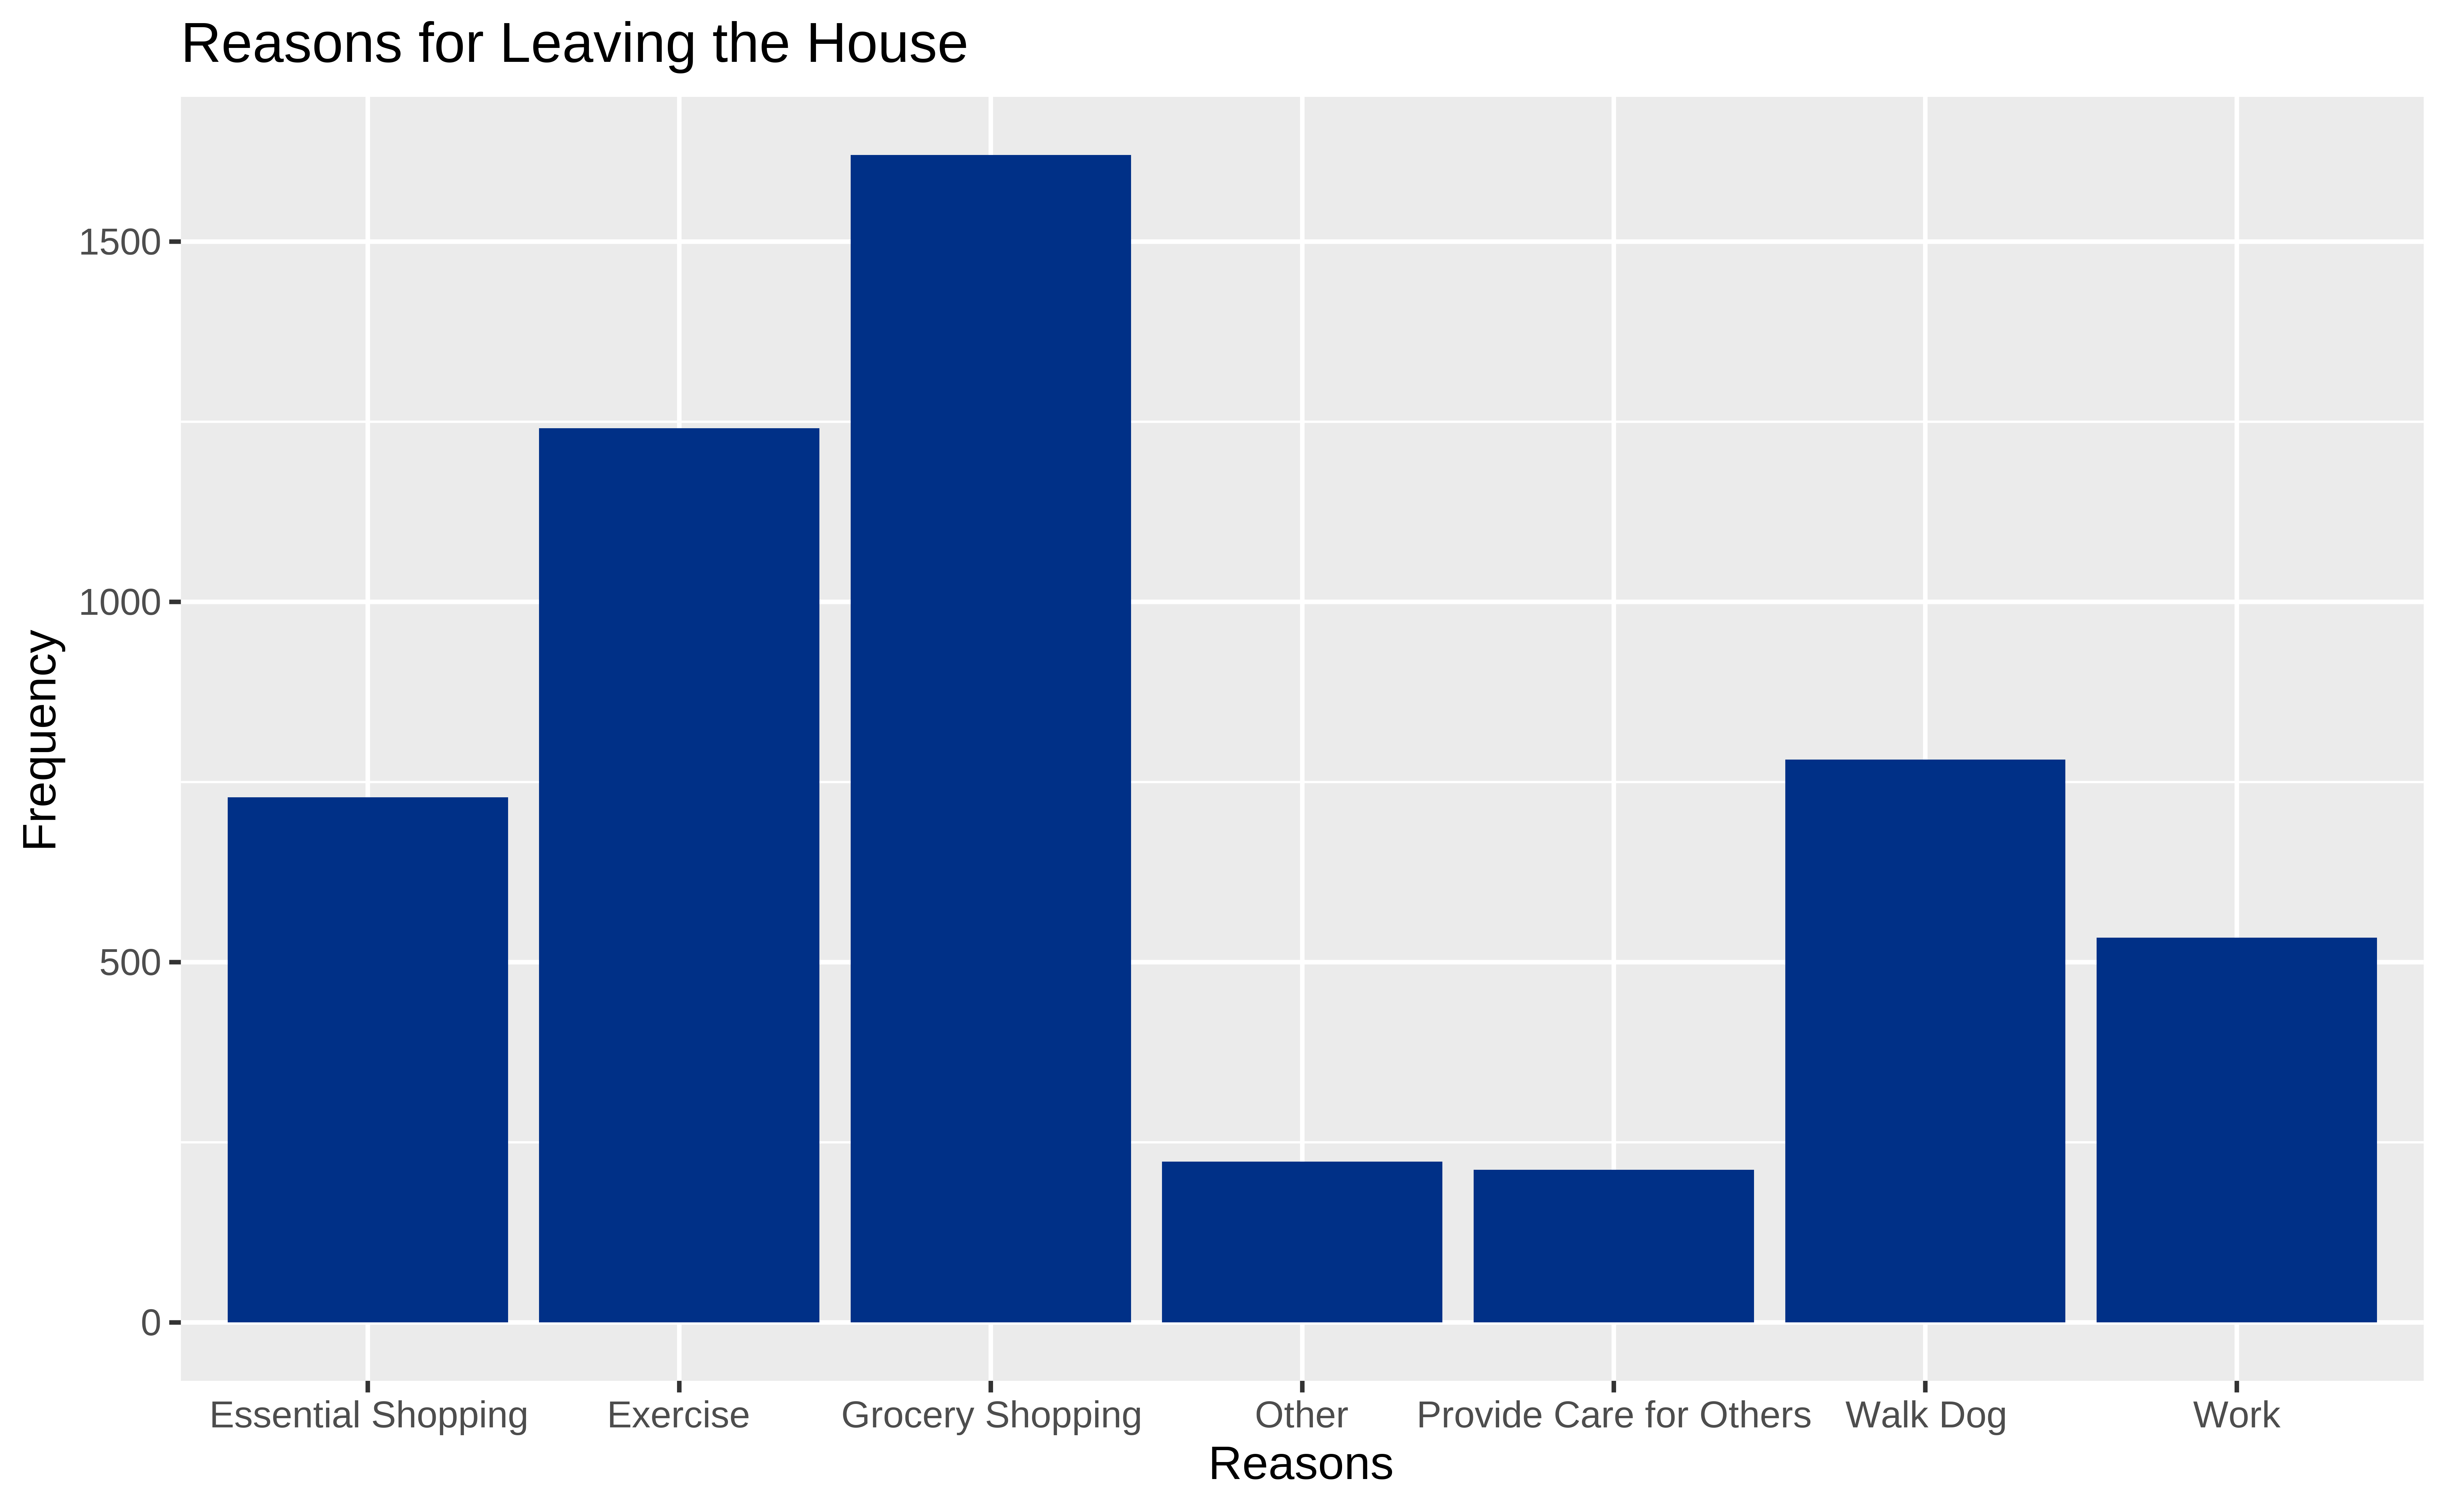 Reasons for Leaving the House
1500
1000
500
0
Frequency
Essential Shopping Exercise Grocery Shopping Other Provide Care for Others Walk Dog Work
Reasons